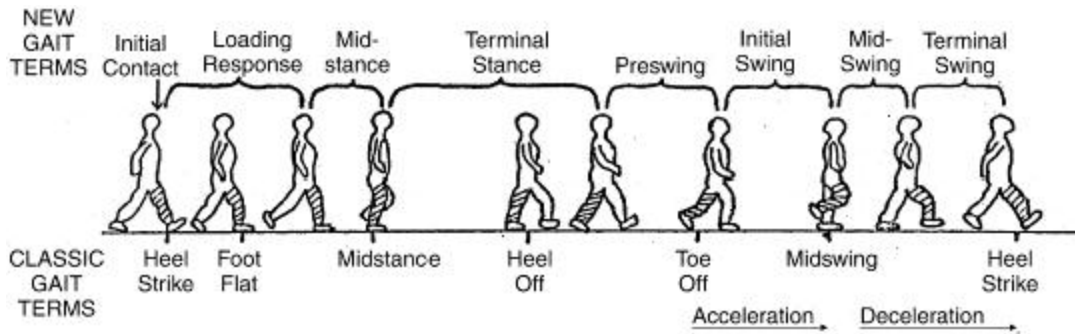 NEW
GAIT
TERMS
Initial
Contact
Loading
Response
Mid-
stance
Terminal
Stance
Preswing
Initial
Swing
Mid-
Swing
Terminal
Swing
CLASSIC
GAIT
TERMS
Heel
Strike
Foot
Flat
Midstance
Heel
Off
Toe
Off
Midswing
Heel
Strike
Acceleration
Deceleration